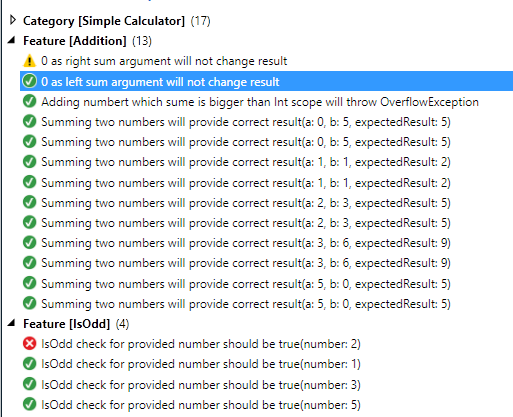 Category [Simple Calculator] (17)
Feature [Addition] (13)
0 as right sum argument will not change result
0 as left sum argument will not change result
Adding numbert which sume is bigger than Int scope will throw OverflowException
Summing two numbers will provide correct result(a: 0, b: 5, expectedResult: 5)
Summing two numbers will provide correct result(a: 0, b: 5, expectedResult: 5)
Summing two numbers will provide correct result(a: 1, b: 1, expectedResult: 2)
Summing two numbers will provide correct result(a: 1, b: 1, expectedResult: 2)
Summing two numbers will provide correct result(a: 2, b: 3, expectedResult: 5)
Summing two numbers will provide correct result(a: 2, b: 3, expectedResult: 5)
Summing two numbers will provide correct result(a: 3, b: 6, expectedResult: 9)
Summing two numbers will provide correct result(a: 3, b: 6, expectedResult: 9)
Summing two numbers will provide correct result(a: 5, b: 0, expectedResult: 5)
Summing two numbers will provide correct result(a: 5, b: 0, expectedResult: 5)
Feature [IsOdd] (4)
IsOdd check for provided number should be true(number: 2)
IsOdd check for provided number should be true(number: 1)
IsOdd check for provided number should be true(number: 3)
IsOdd check for provided number should be true(number: 5)